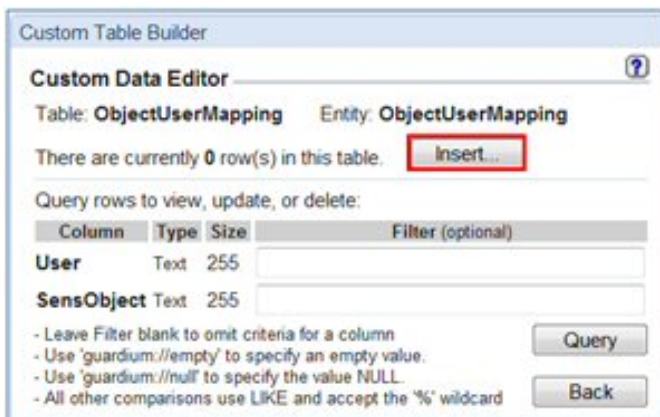 Custom Table Builder
Custom Data Editor
Table: ObjectUserMapping Entity: ObjectUserMapping
There are currently 0 row(s) in this table. Insert...
Query rows to view, update, or delete:
Column Type Size Filter (optional)
User Text 255
SensObject Text 255
- Leave Filter blank to omit criteria for a column
- Use 'guardium://empty' to specify an empty value.
- Use 'guardium://null' to specify the value NULL.
- All other comparisons use LIKE and accept the '%' wildcard
Query
Back